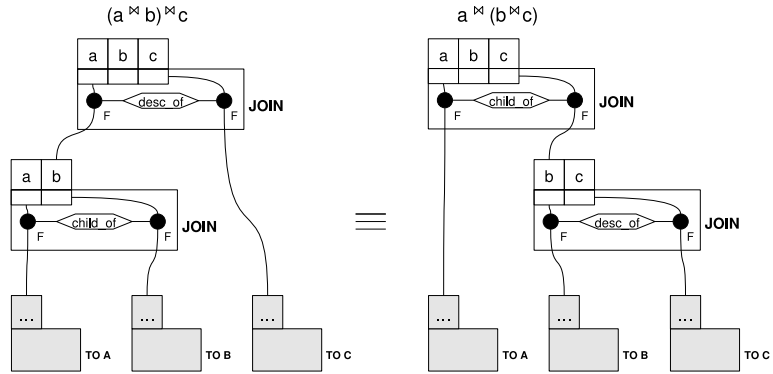 (a ⋈ b) ⋈ c
a ⋈ (b ⋈ c)
a b c
a b c
desc_of
F F
JOIN
child_of
F F
JOIN
a b
b c
child_of
F F
JOIN
desc_of
F F
JOIN
≡
... ... ...
... ... ...
TO A TO B TO C
TO A TO B TO C